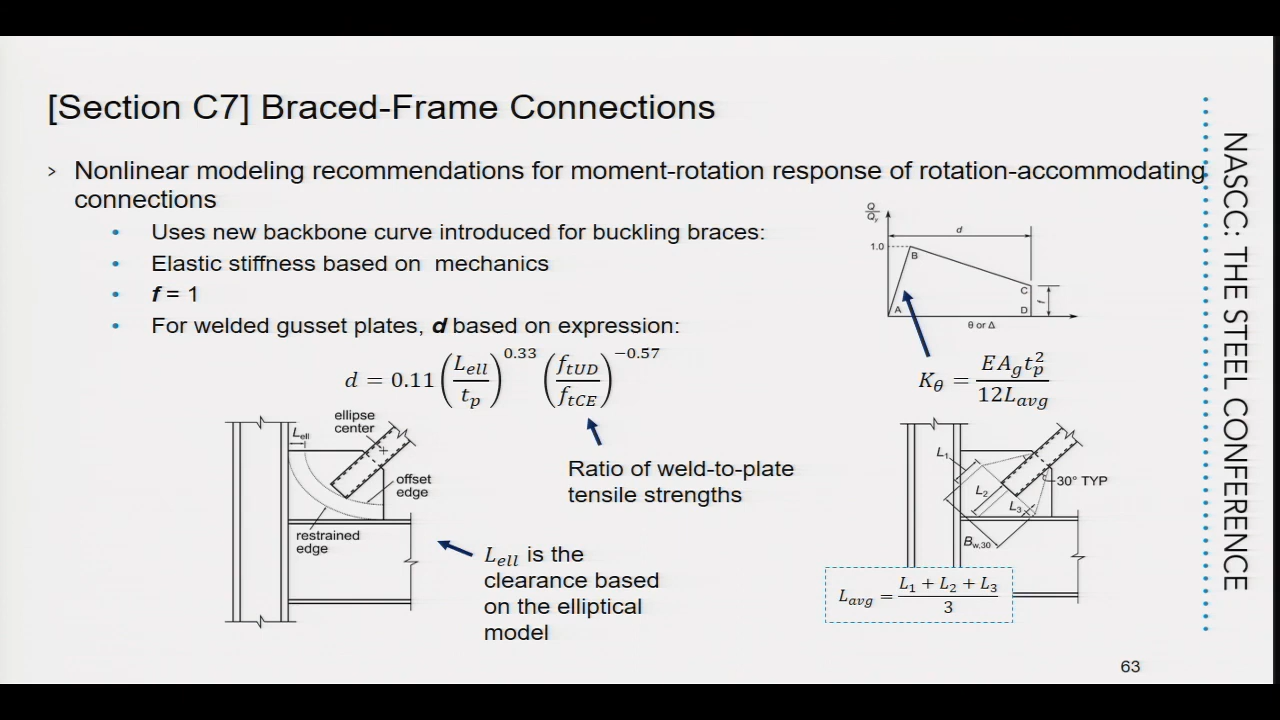 [Section C7] Braced-Frame Connections
> Nonlinear modeling recommendations for moment-rotation response of rotation-accommodating
connections
• Uses new backbone curve introduced for buckling braces:
• Elastic stiffness based on mechanics
• f = 1
• For welded gusset plates, d based on expression:
d = 0.11 (L_ell / t_p)^0.33 (f_tUD / f_tCE)^−0.57
Q/Q_y
1.0
d
B
C
f
A
D
θ or Δ
K_θ = E A_g t_p^2 / 12 L_avg
Ratio of weld-to-plate
tensile strengths
ellipse
center
L_ell
offset
edge
restrained
edge
L_ell is the
clearance based
on the elliptical
model
L_1
L_2
L_3
30° TYP
B_w,30
L_avg = (L_1 + L_2 + L_3) / 3
NASCC: THE STEEL CONFERENCE
63